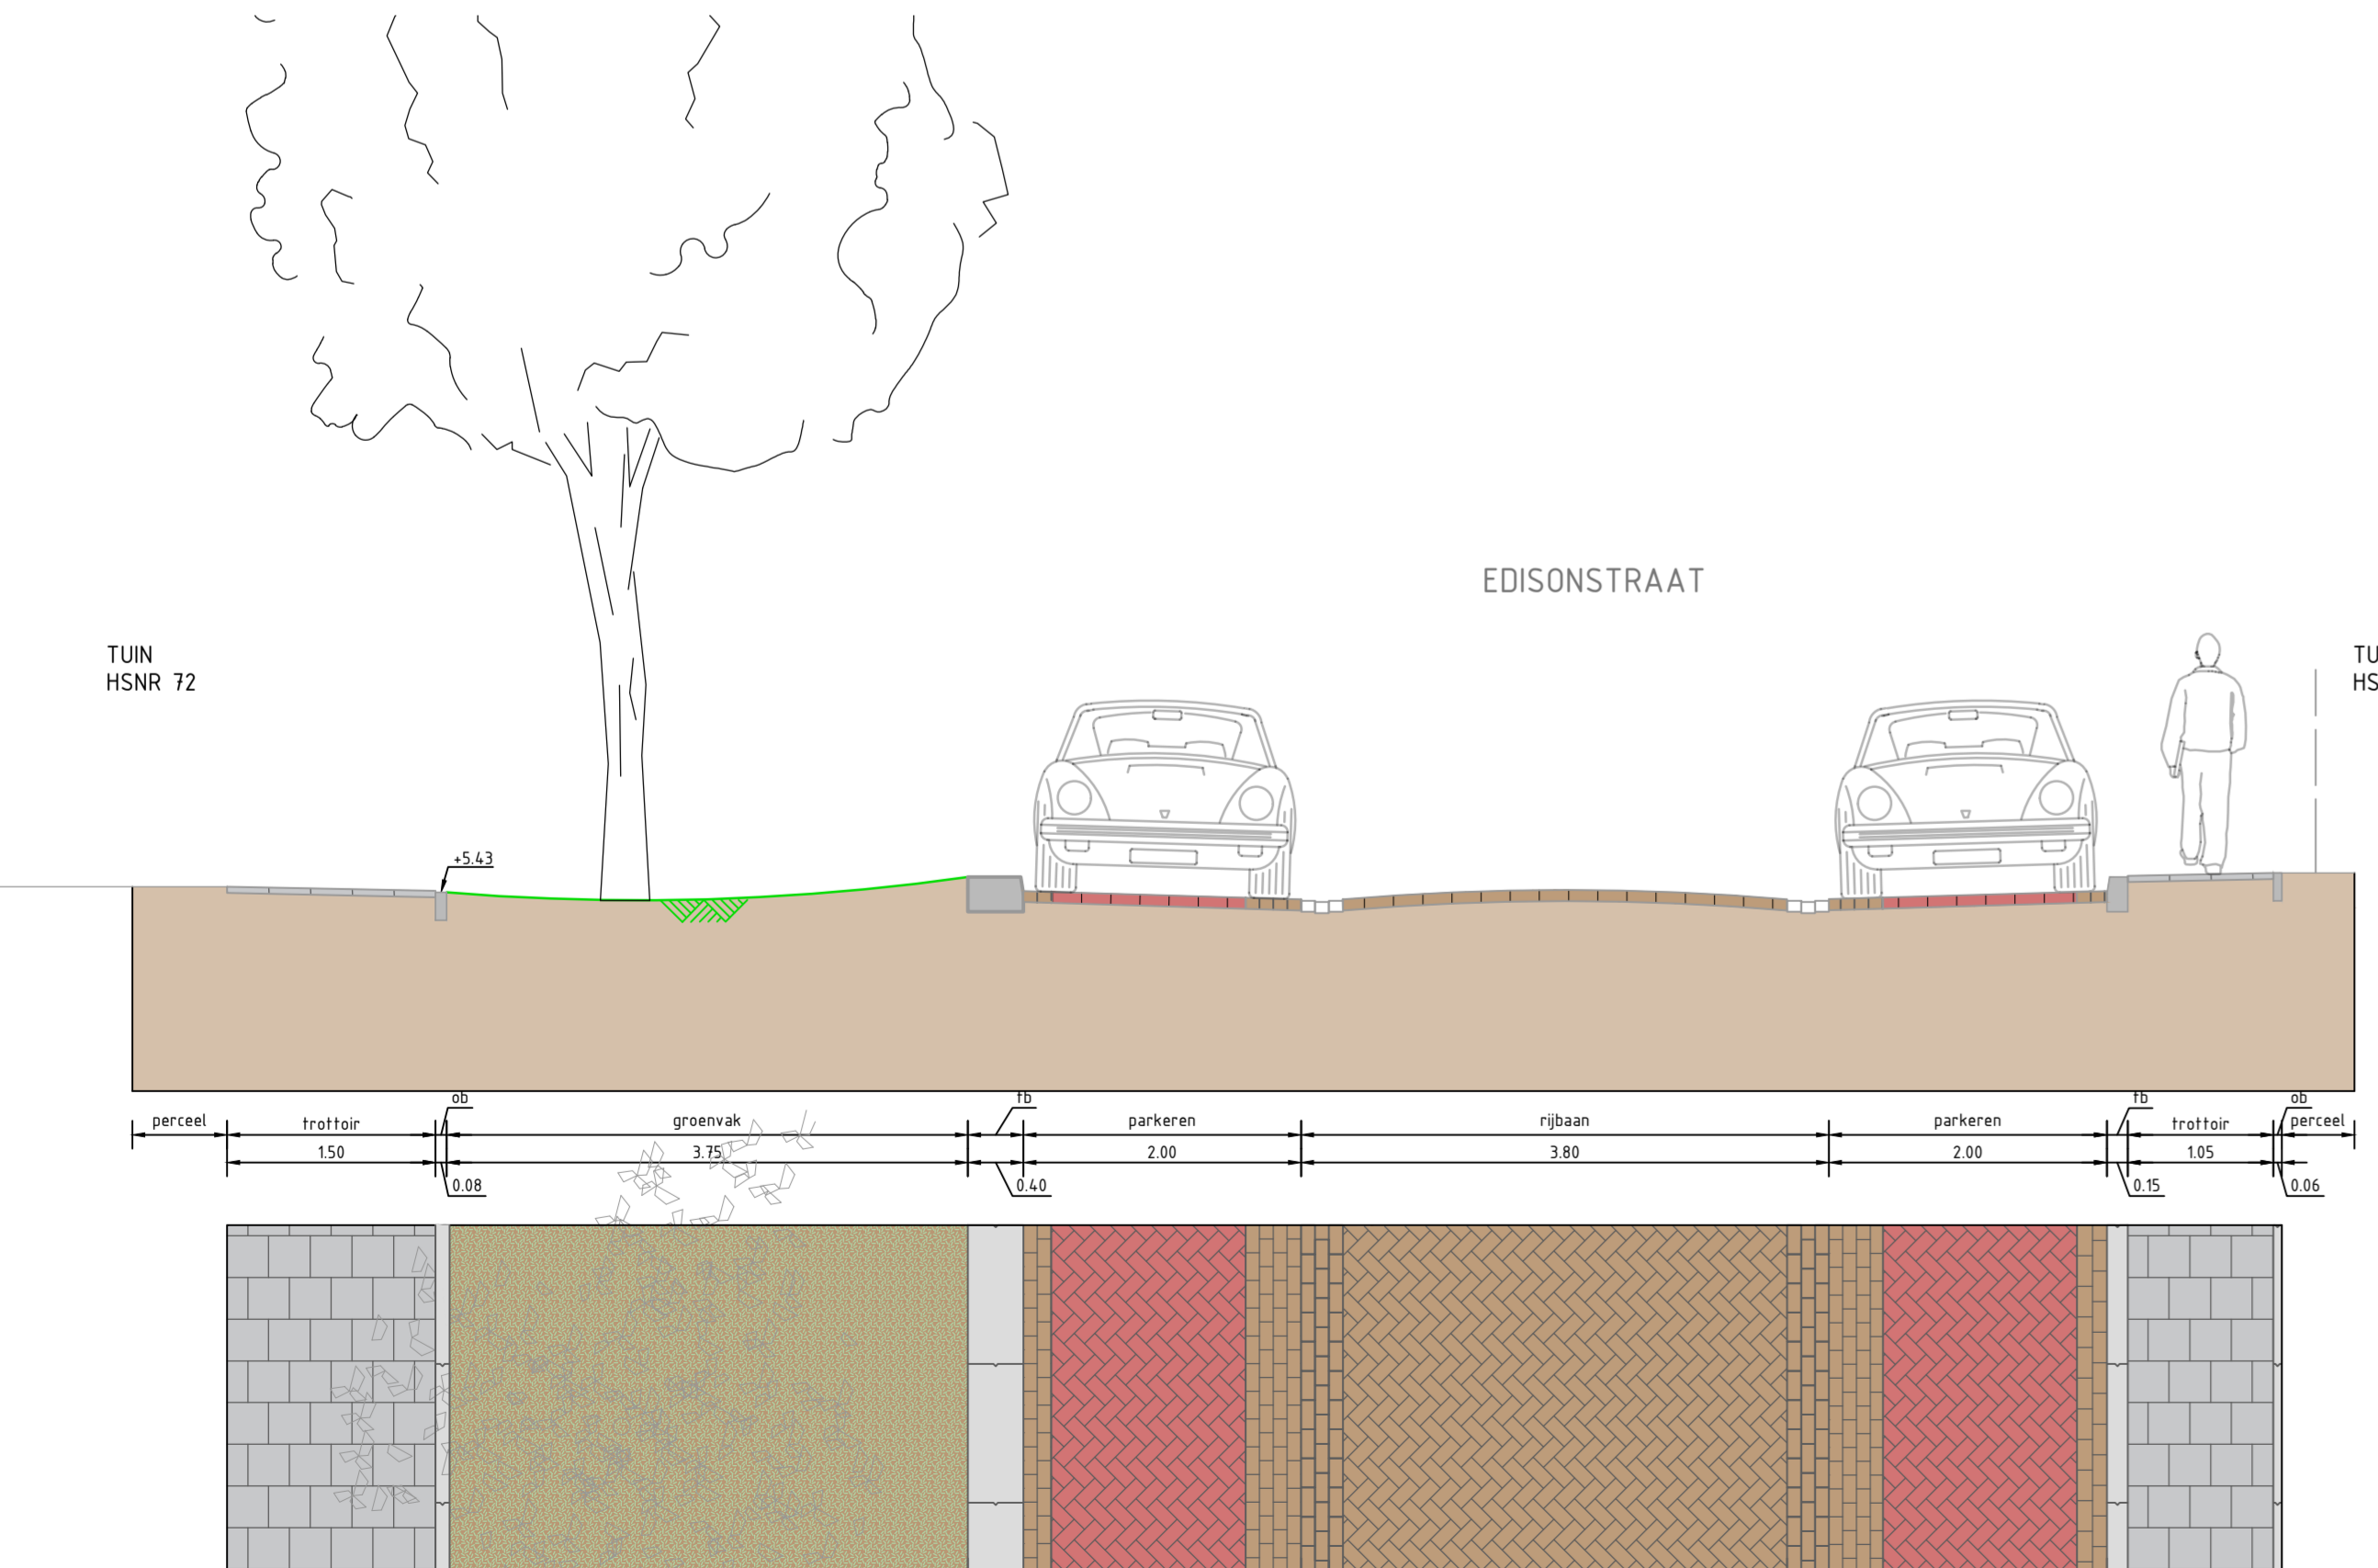 EDISONSTRAAT
TUIN
HSNR 72
TU
HS
+5.43
ob
fb
fb
ob
perceel
trottoir
groenvak
parkeren
rijbaan
parkeren
trottoir
perceel
1.50
3.75
2.00
3.80
2.00
1.05
0.08
0.40
0.15
0.06